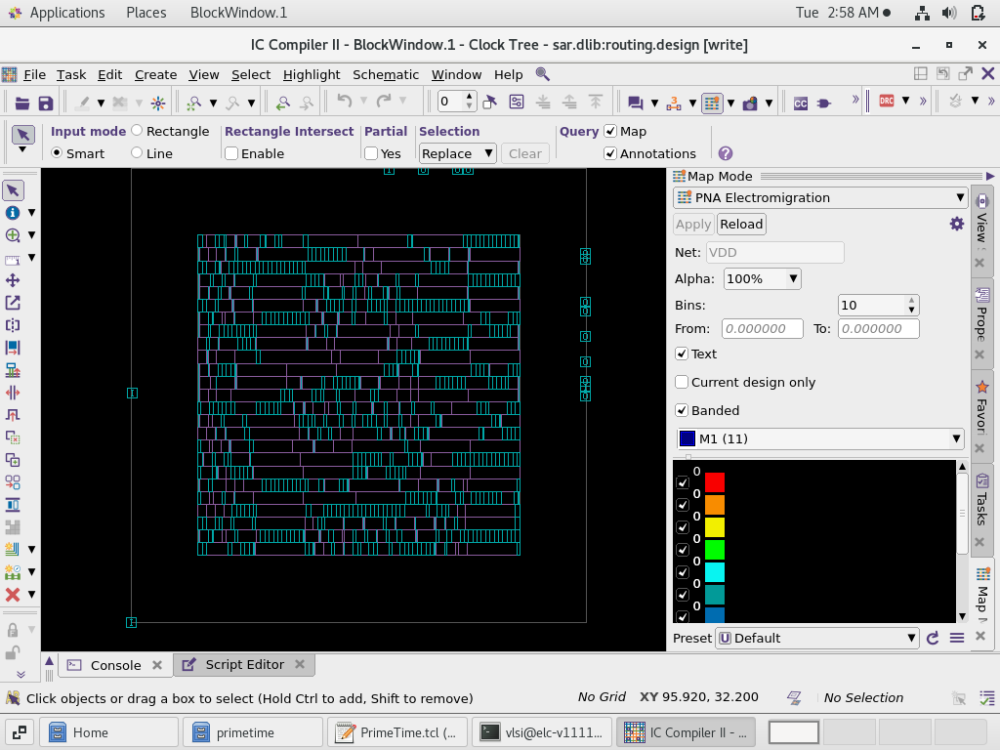 Applications Places BlockWindow.1 Tue 2:58 AM
IC Compiler II - BlockWindow.1 - Clock Tree - sar.dlib:routing.design [write]
File Task Edit Create View Select Highlight Schematic Window Help
0 CC DRC
Input mode Rectangle Rectangle Intersect Partial Selection Query Map
Smart Line Enable Yes Replace Clear Annotations
Map Mode
PNA Electromigration
Apply Reload
Net: VDD
Alpha: 100%
Bins: 10
From: 0.000000 To: 0.000000
Text
Current design only
Banded
M1 (11)
0
0
0
0
0
0
0
Preset Default
View
Prope
Favori
Tasks
Map
Console Script Editor
Click objects or drag a box to select (Hold Ctrl to add, Shift to remove) No Grid XY 95.920, 32.200 No Selection
Home primetime PrimeTime.tcl (... vlsi@elc-v1111... IC Compiler II - ...